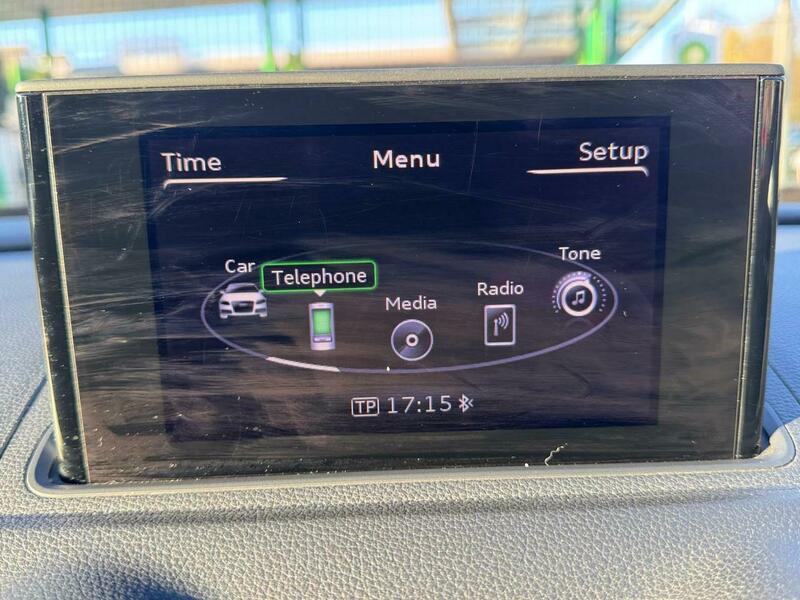 Time Menu Setup
Car Telephone Media Radio Tone
TP 17:15